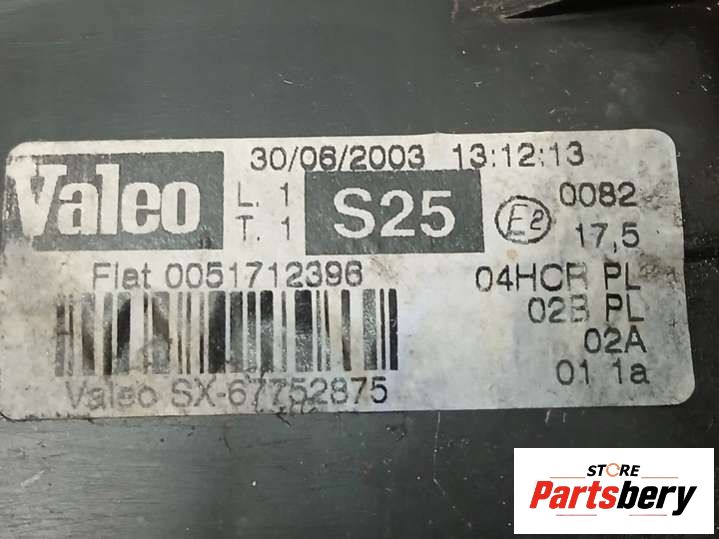 Valeo
30/06/2003 13:12:13
L. 1
T. 1
S25
E2
0082
17,5
Fiat 0051712396
04HCR PL
02B PL
02A
01 1a
Valeo SX-67752875
STORE
Partsbery